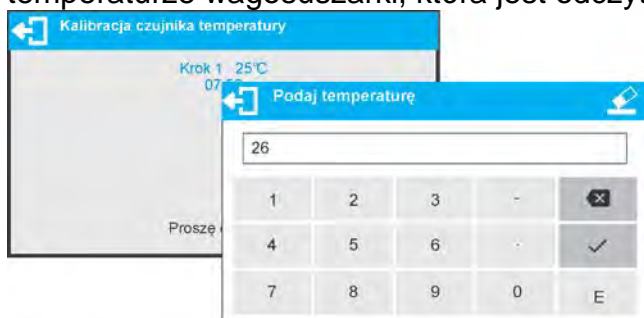 temperaturze wagosuszarki, która jest odczy
Kalibracja czujnika temperatury
Krok 1 25℃
07
Podaj temperaturę
26
1 2 3 -
4 5 6 .
7 8 9 0 E
Proszę